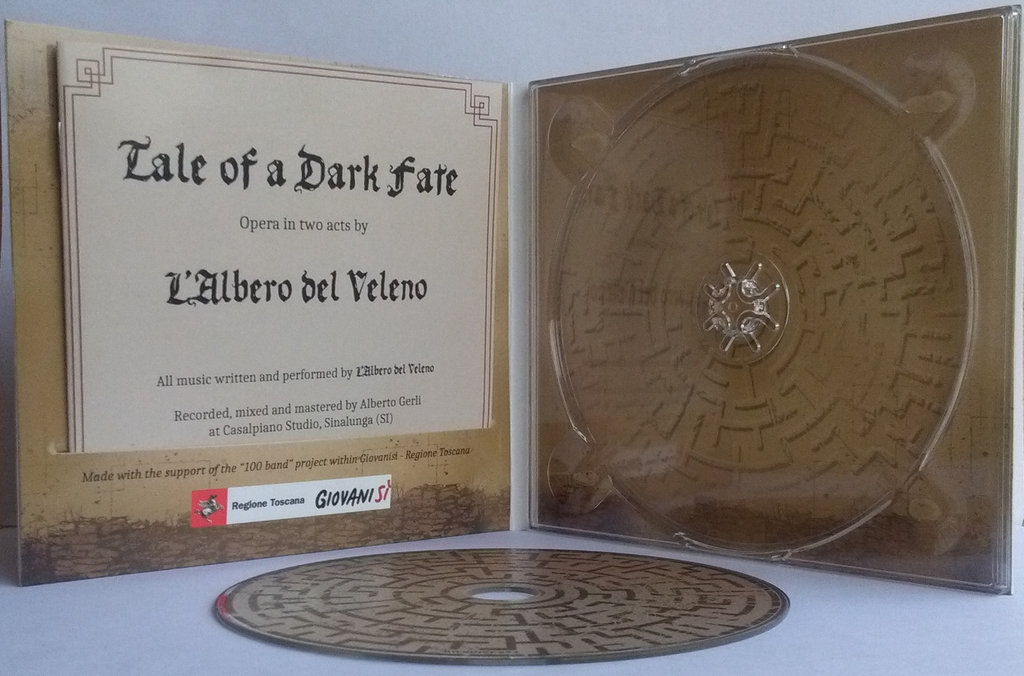 Tale of a Dark Fate
Opera in two acts by
L'Albero del Veleno
All music written and performed by L'Albero del Veleno
Recorded, mixed and mastered by Alberto Gerli
at Casalpiano Studio, Sinalunga (SI)
Made with the support of the "100 band" project within Giovanisì - Regione Toscana
Regione Toscana GIOVANISÌ